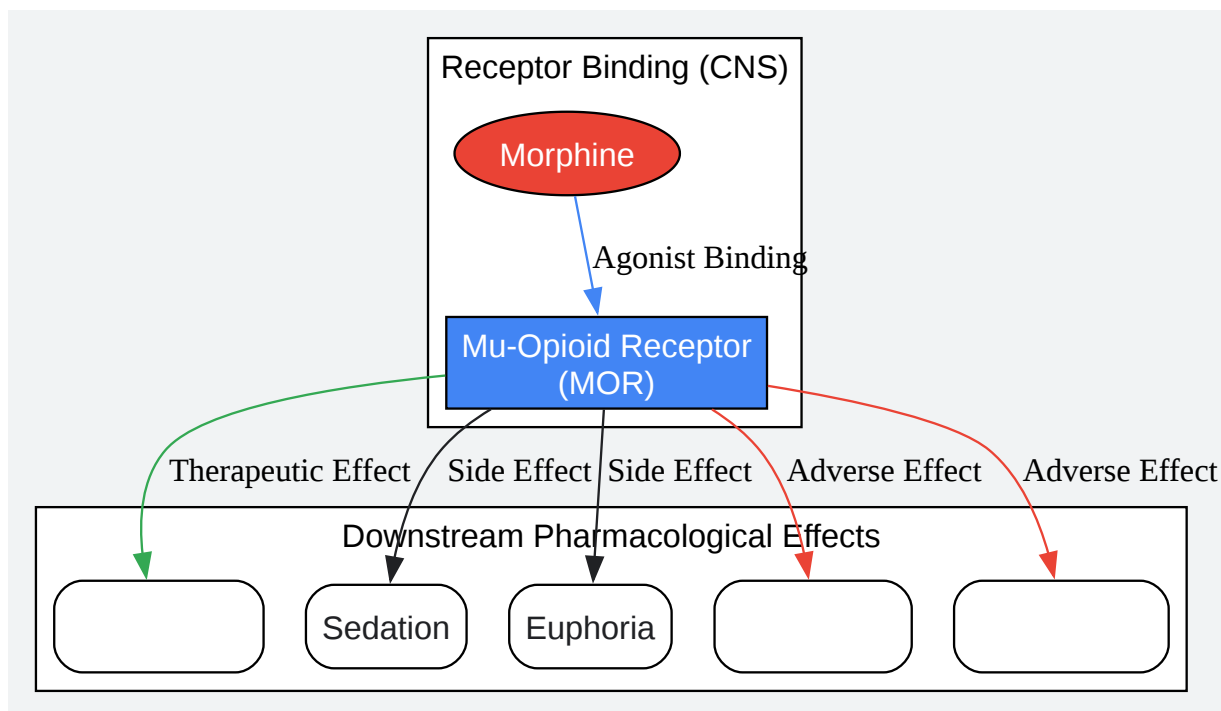 Receptor Binding (CNS)
Morphine
Agonist Binding
Mu-Opioid Receptor
(MOR)
Therapeutic Effect
Side Effect
Side Effect
Adverse Effect
Adverse Effect
Downstream Pharmacological Effects
Sedation
Euphoria